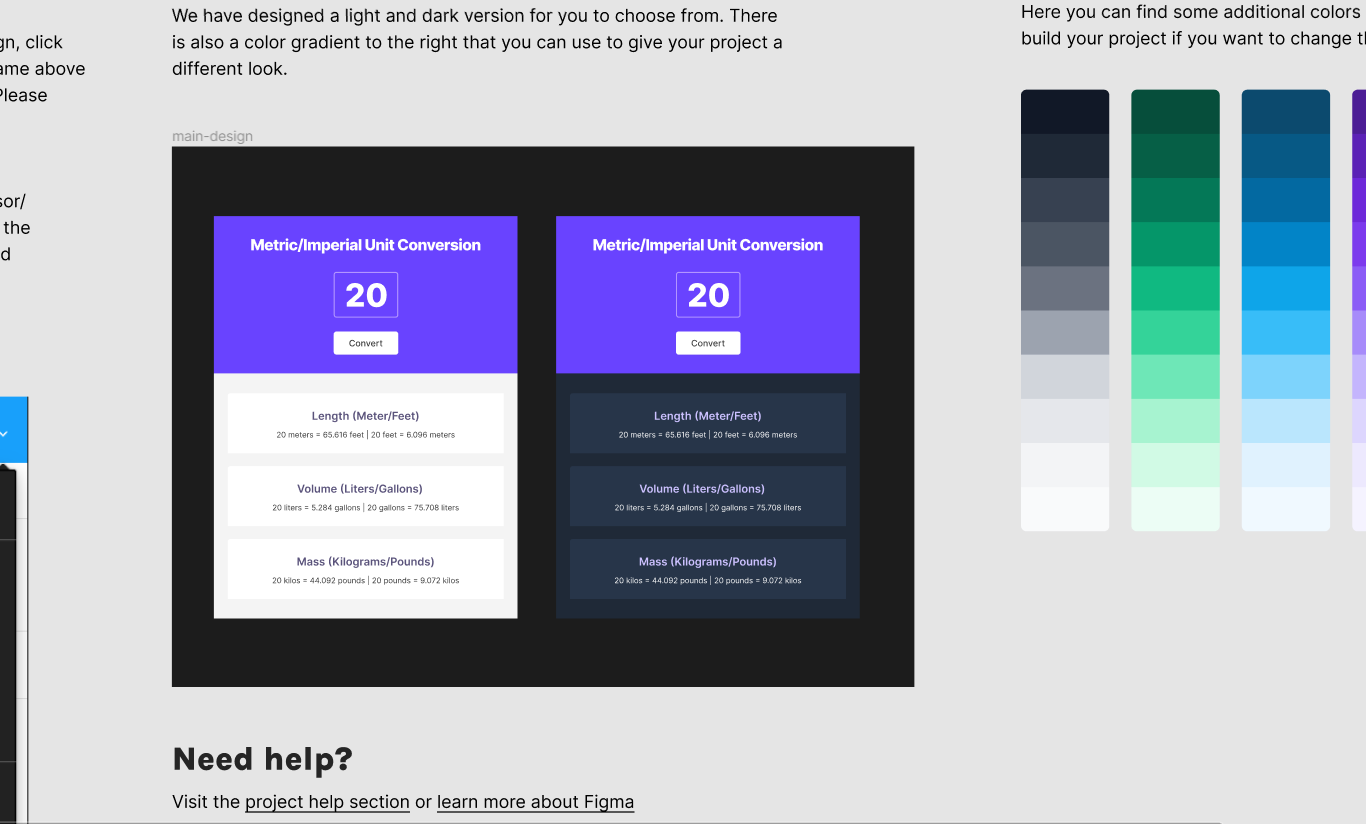 gn, click
ame above
Please
sor/
the
d
We have designed a light and dark version for you to choose from. There
is also a color gradient to the right that you can use to give your project a
different look.
main-design
Metric/Imperial Unit Conversion
20
Convert
Length (Meter/Feet)
20 meters = 65.616 feet | 20 feet = 6.096 meters
Volume (Liters/Gallons)
20 liters = 5.284 gallons | 20 gallons = 75.708 liters
Mass (Kilograms/Pounds)
20 kilos = 44.092 pounds | 20 pounds = 9.072 kilos
Metric/Imperial Unit Conversion
20
Convert
Length (Meter/Feet)
20 meters = 65.616 feet | 20 feet = 6.096 meters
Volume (Liters/Gallons)
20 liters = 5.284 gallons | 20 gallons = 75.708 liters
Mass (Kilograms/Pounds)
20 kilos = 44.092 pounds | 20 pounds = 9.072 kilos
Need help?
Visit the project help section or learn more about Figma
Here you can find some additional colors
build your project if you want to change t